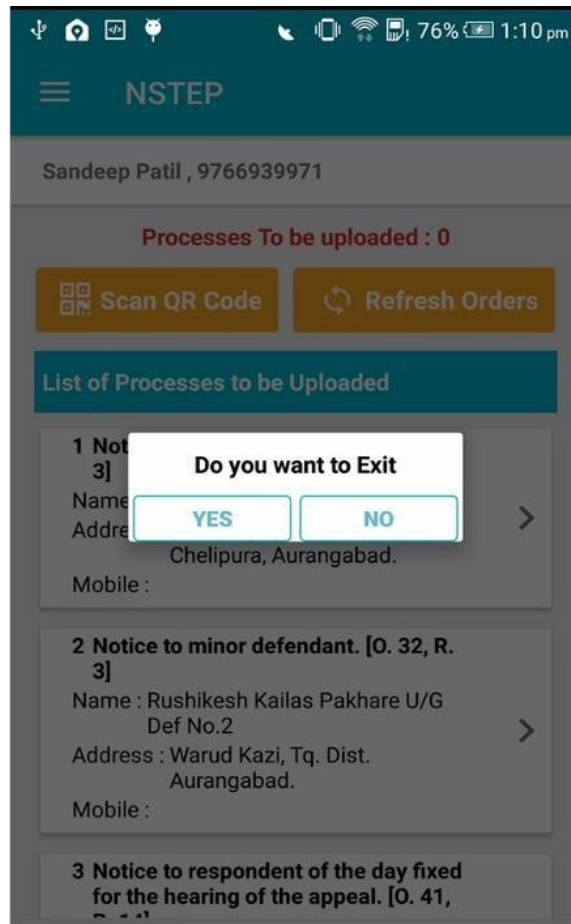 76% 1:10 pm
NSTEP
Sandeep Patil , 9766939971
Processes To be uploaded : 0
Scan QR Code
Refresh Orders
List of Processes to be Uploaded
1 Not
3]
Name
Addre
Chelipura, Aurangabad.
Mobile :
Do you want to Exit
YES
NO
2 Notice to minor defendant. [O. 32, R.
3]
Name : Rushikesh Kailas Pakhare U/G
Def No.2
Address : Warud Kazi, Tq. Dist.
Aurangabad.
Mobile :
3 Notice to respondent of the day fixed
for the hearing of the appeal. [O. 41,